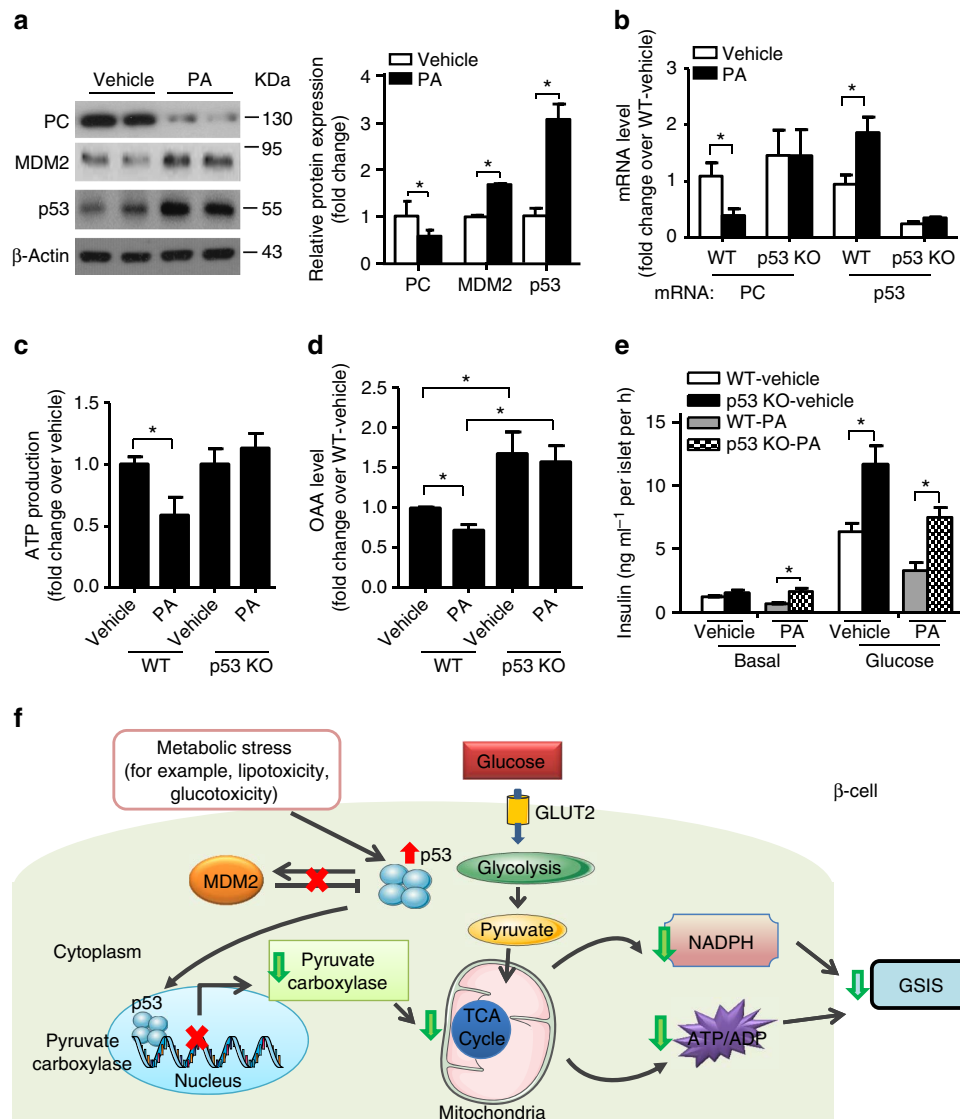 a
Vehicle PA KDa
PC
MDM2
p53
β-Actin
130
95
55
43
Relative protein expression
(fold change)
Vehicle
PA
4
3
2
1
0
* * *
PC MDM2 p53
b
mRNA level
(fold change over WT-vehicle)
Vehicle
PA
3
2
1
0
* *
WT p53 KO WT p53 KO
mRNA: PC p53
c
ATP production
(fold change over vehicle)
1.5
1.0
0.5
0.0
*
Vehicle PA Vehicle PA
WT p53 KO
d
OAA level
(fold change over WT-vehicle)
2.5
2.0
1.5
1.0
0.5
0.0
*
*
*
Vehicle PA Vehicle PA
WT p53 KO
e
WT-vehicle
p53 KO-vehicle
WT-PA
p53 KO-PA
Insulin (ng ml⁻¹ per islet per h)
15
10
5
0
* * *
Vehicle PA Vehicle PA
Basal Glucose
f
Metabolic stress
(for example, lipotoxicity,
glucotoxicity)
Glucose
GLUT2
β-cell
p53
MDM2
Glycolysis
Pyruvate
Cytoplasm
Pyruvate
carboxylase
NADPH
GSIS
p53
Pyruvate
carboxylase
Nucleus
TCA
Cycle
ATP/ADP
Mitochondria